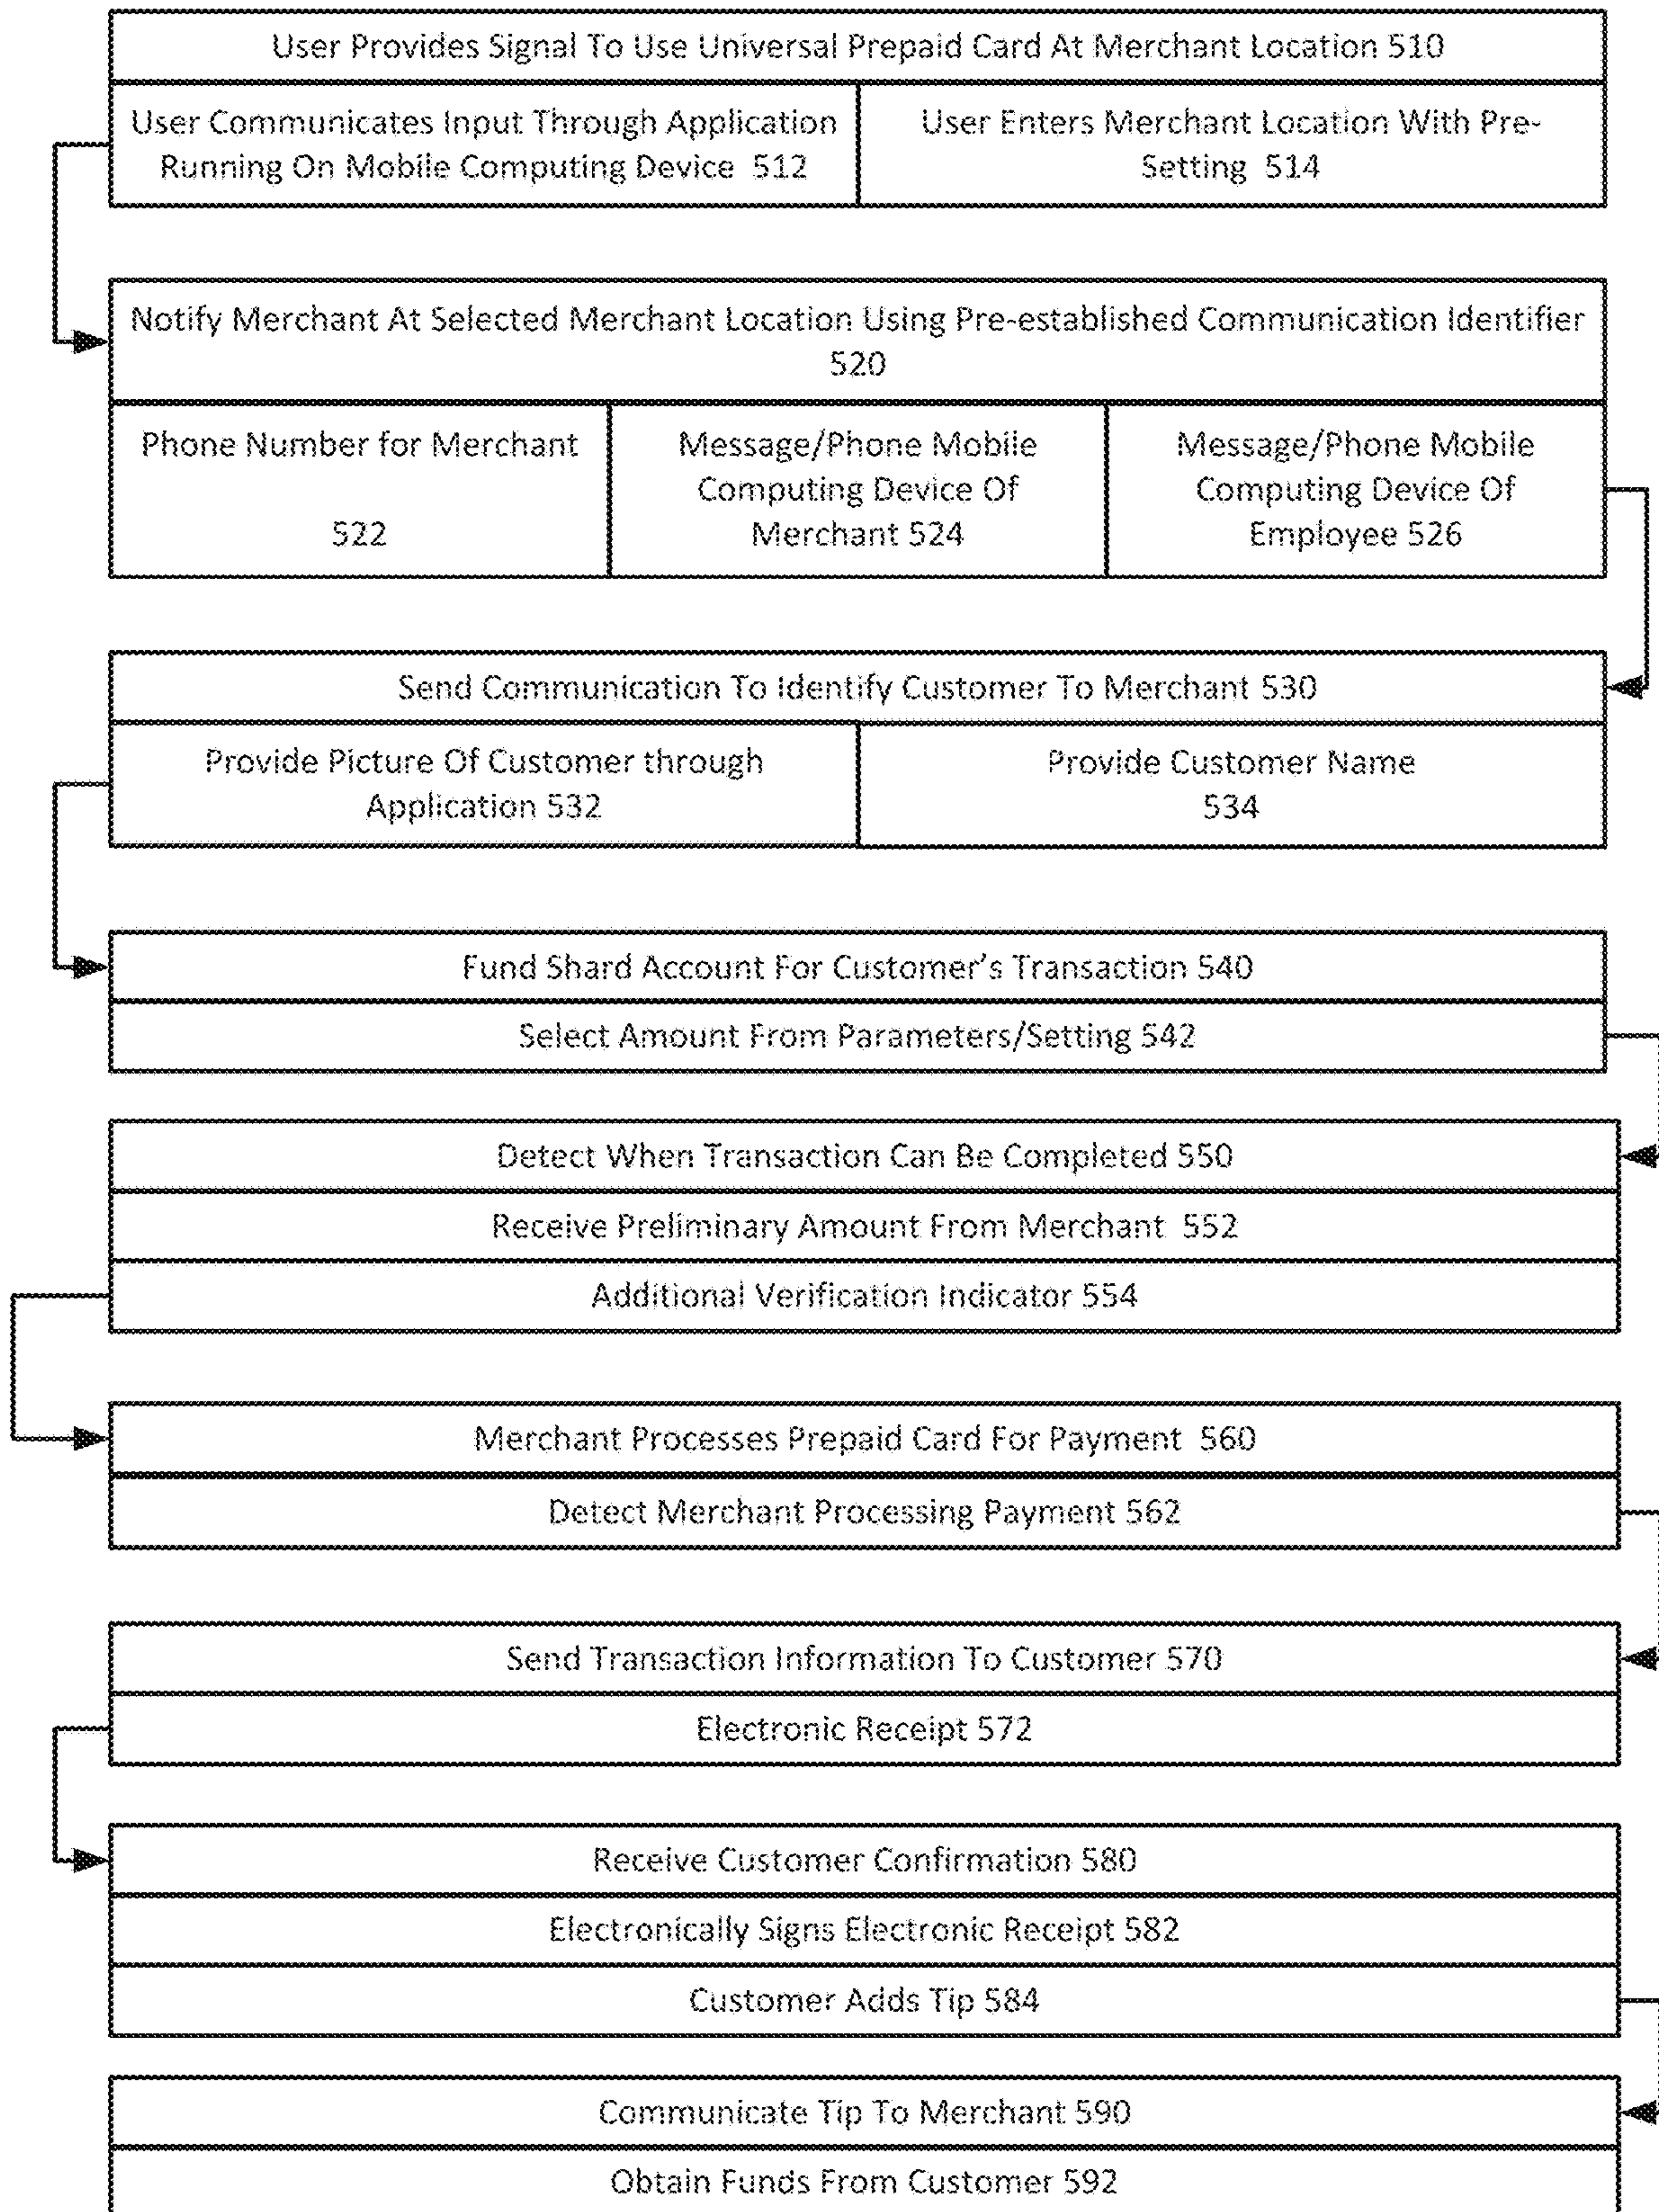 User Provides Signal To Use Universal Prepaid Card At Merchant Location 510
User Communicates Input Through Application
Running On Mobile Computing Device 512
User Enters Merchant Location With Pre-
Setting 514
Notify Merchant At Selected Merchant Location Using Pre-established Communication Identifier
520
Phone Number for Merchant
522
Message/Phone Mobile
Computing Device Of
Merchant 524
Message/Phone Mobile
Computing Device Of
Employee 526
Send Communication To Identify Customer To Merchant 530
Provide Picture Of Customer through
Application 532
Provide Customer Name
534
Fund Shard Account For Customer's Transaction 540
Select Amount From Parameters/Setting 542
Detect When Transaction Can Be Completed 550
Receive Preliminary Amount From Merchant 552
Additional Verification Indicator 554
Merchant Processes Prepaid Card For Payment 560
Detect Merchant Processing Payment 562
Send Transaction Information To Customer 570
Electronic Receipt 572
Receive Customer Confirmation 580
Electronically Signs Electronic Receipt 582
Customer Adds Tip 584
Communicate Tip To Merchant 590
Obtain Funds From Customer 592